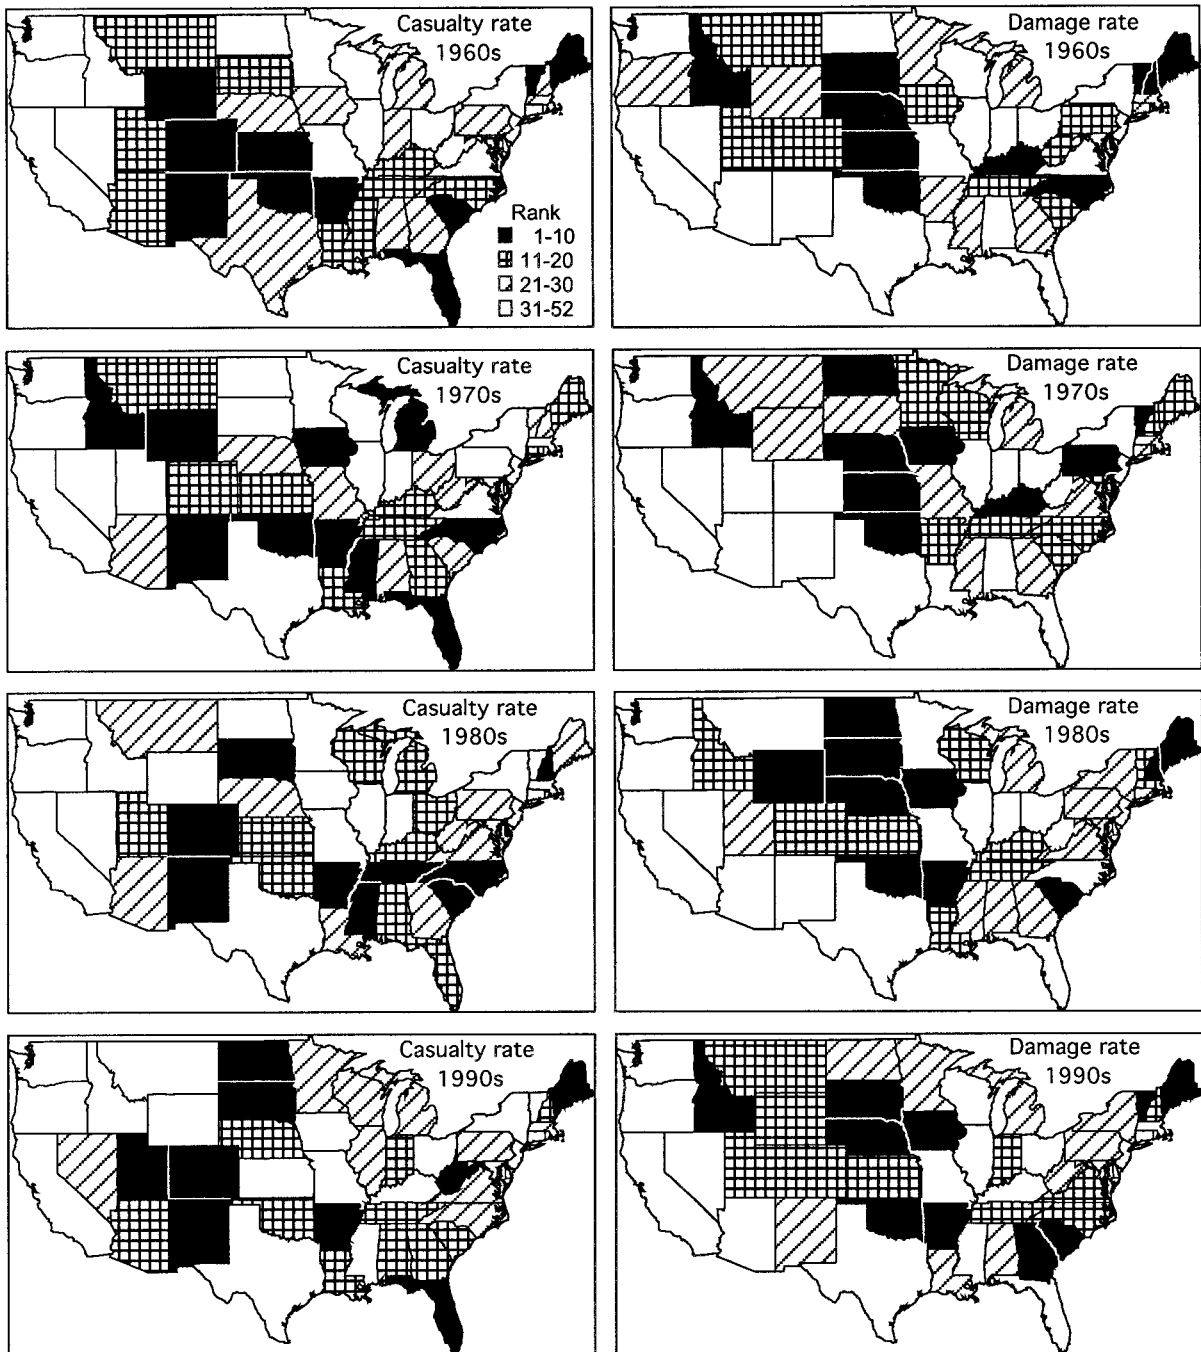 Casualty rate
1960s
Rank
1-10
11-20
21-30
31-52
Damage rate
1960s
Casualty rate
1970s
Damage rate
1970s
Casualty rate
1980s
Damage rate
1980s
Casualty rate
1990s
Damage rate
1990s